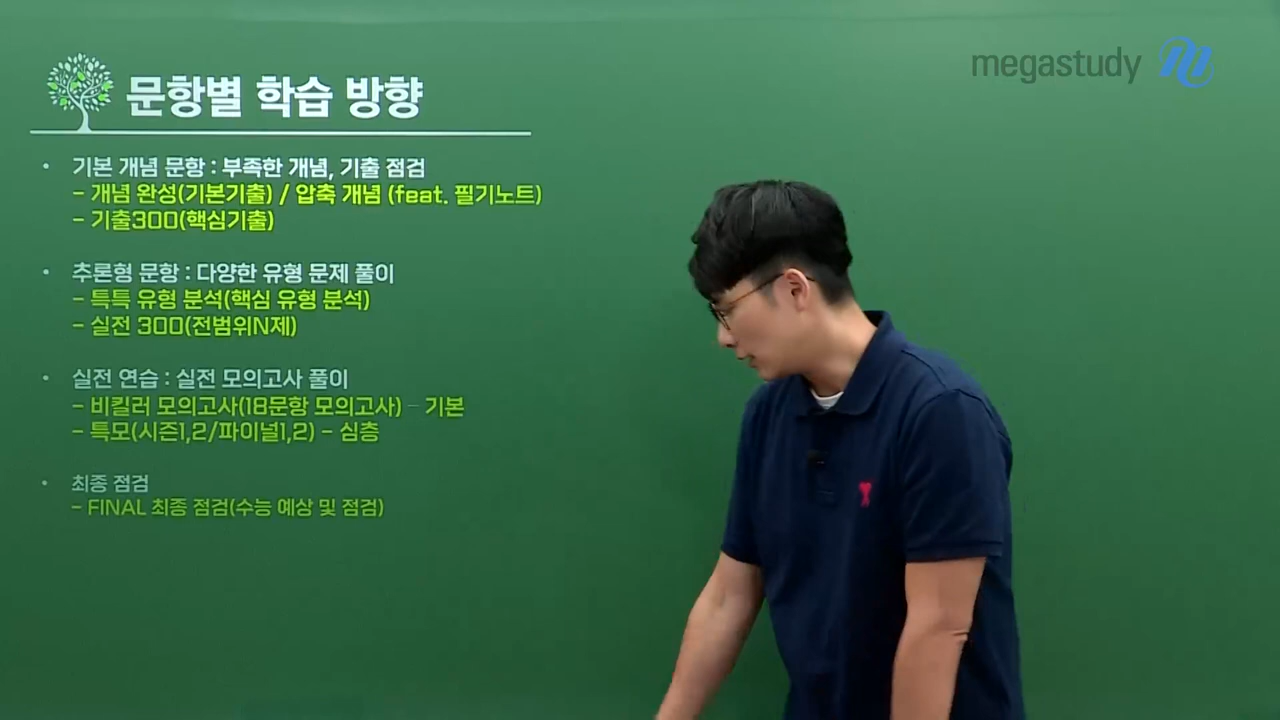 megastudy
문항별 학습 방향
• 기본 개념 문항 : 부족한 개념, 기출 점검
- 개념 완성(기본기출) / 압축 개념 (feat. 필기노트)
- 기출300(핵심기출)
• 추론형 문항 : 다양한 유형 문제 풀이
- 특특 유형 분석(핵심 유형 분석)
- 실전 300(전범위N제)
• 실전 연습 : 실전 모의고사 풀이
- 비킬러 모의고사(18문항 모의고사) - 기본
- 특모(시즌1,2/파이널1,2) - 심층
• 최종 점검
- FINAL 최종 점검(수능 예상 및 점검)